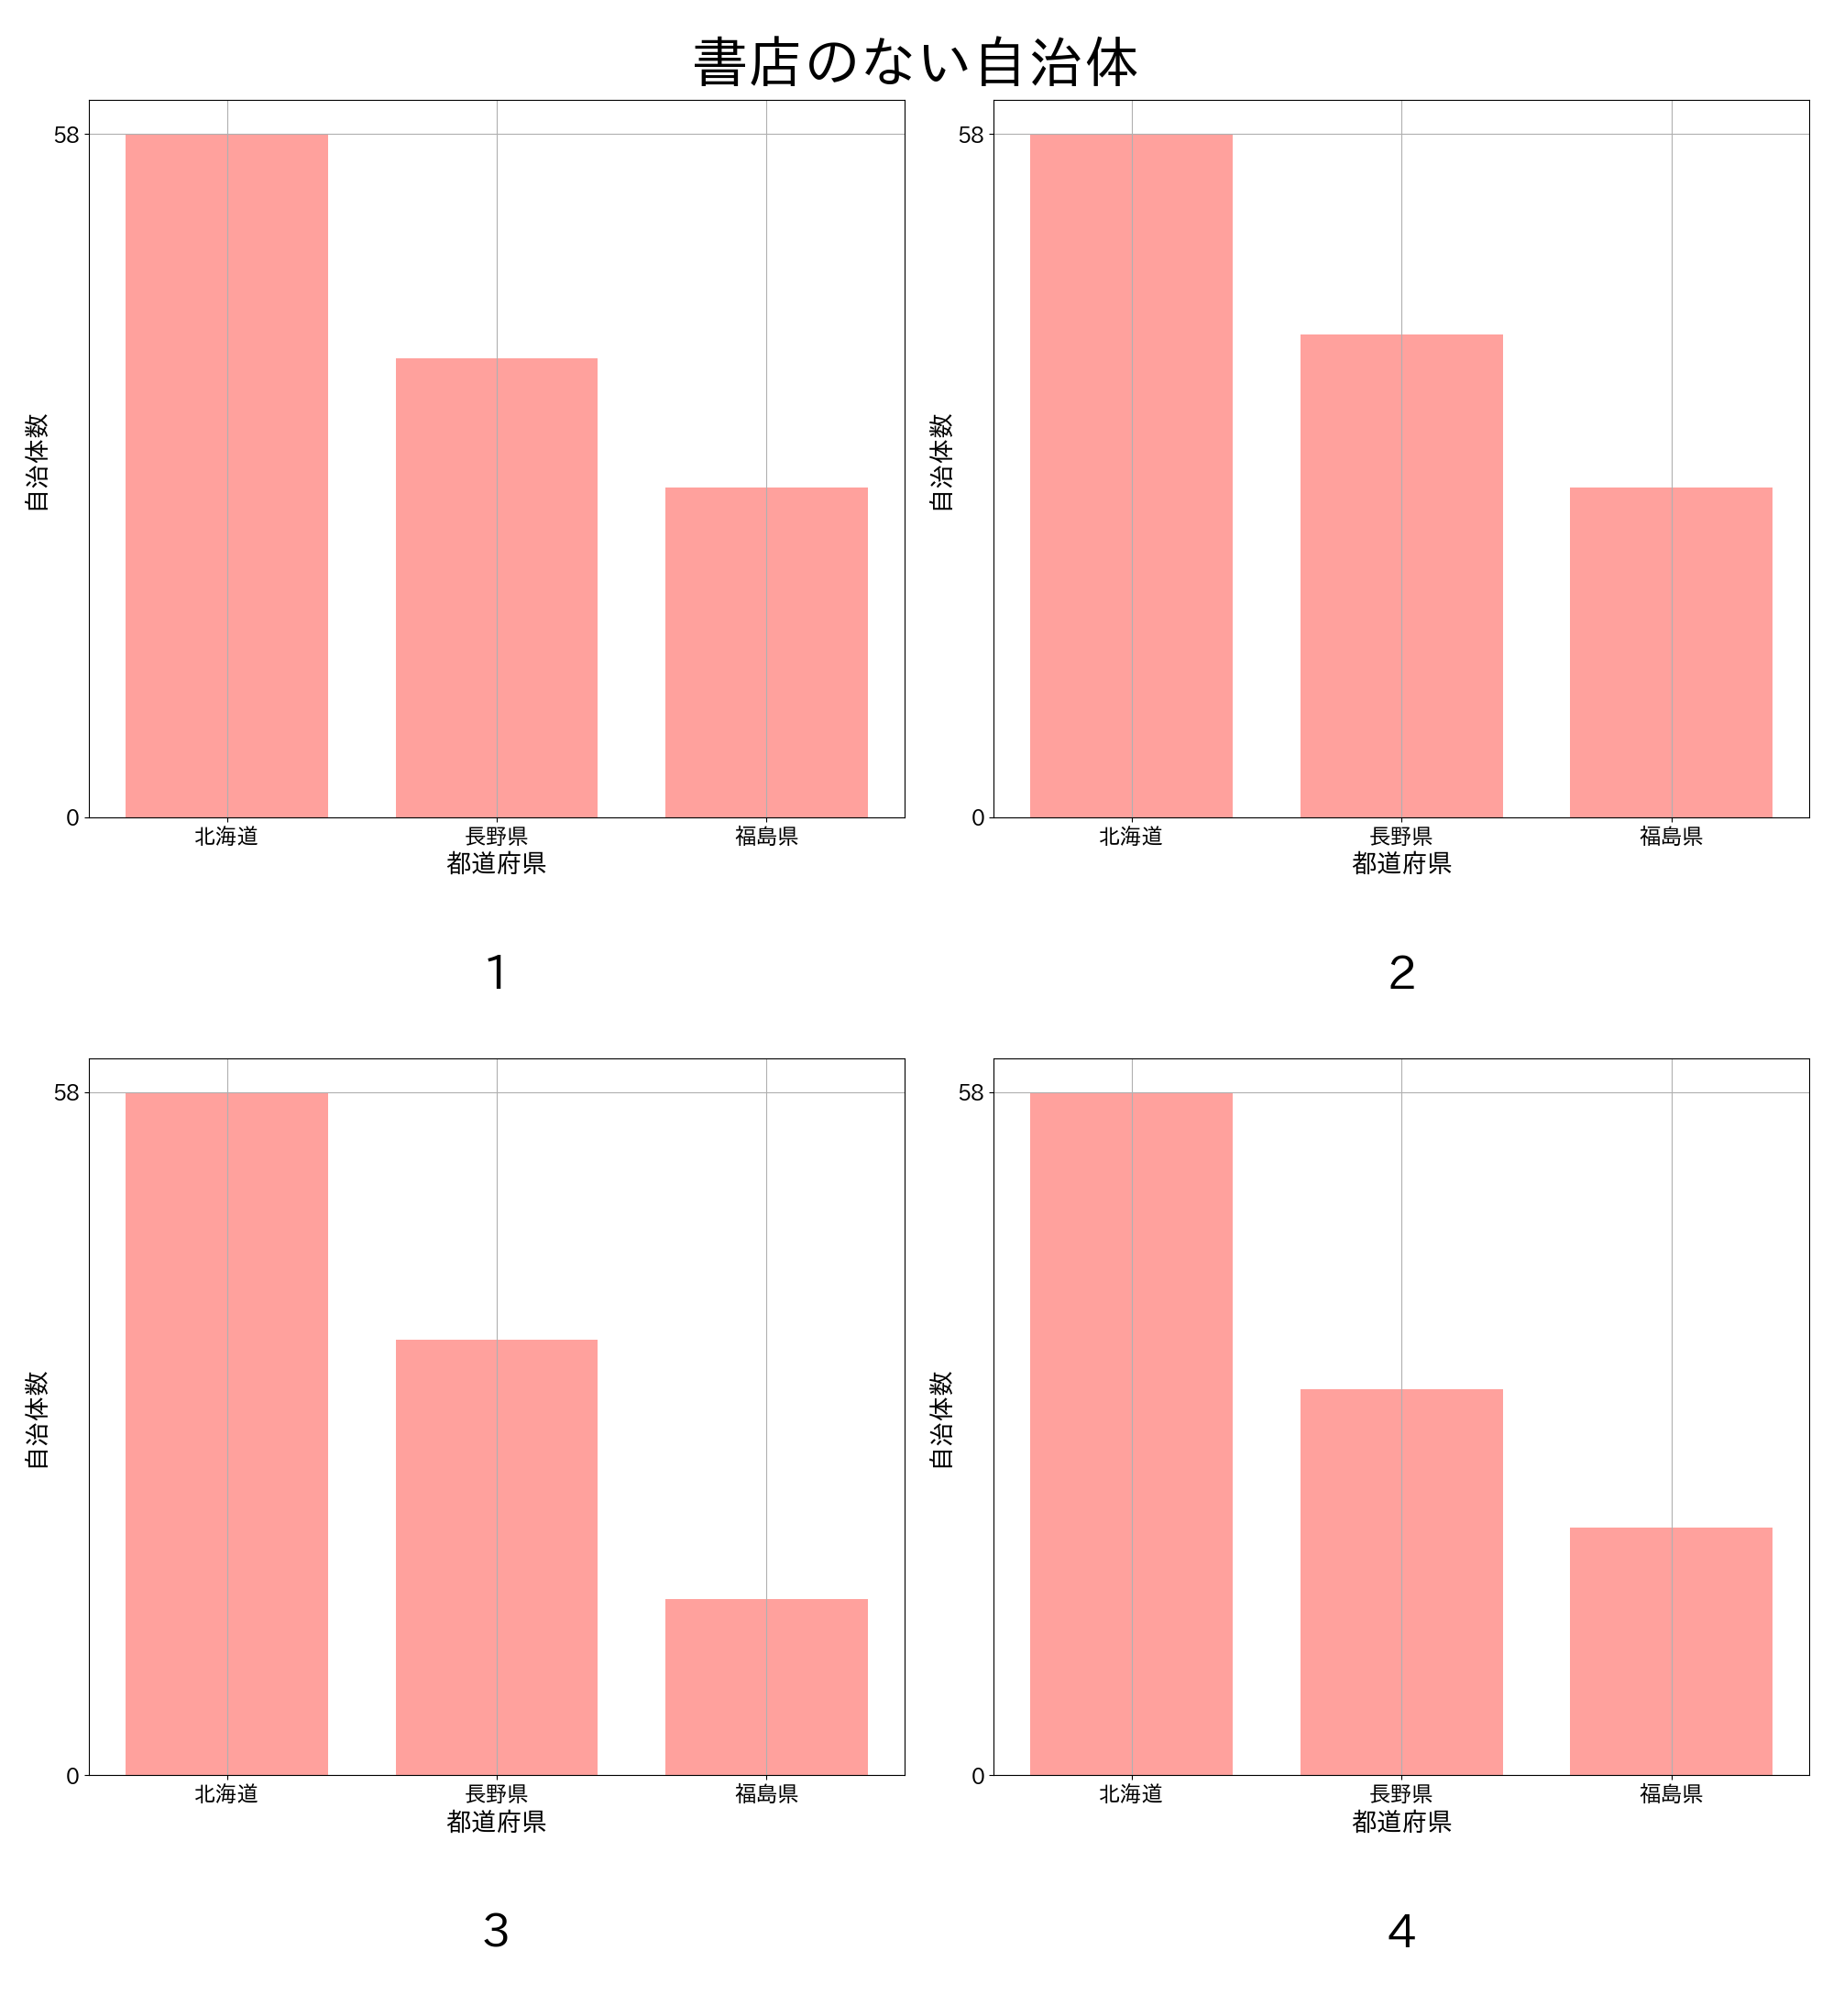 書店のない自治体
58
0
自治体数
北海道 長野県 福島県
都道府県
1
58
0
自治体数
北海道 長野県 福島県
都道府県
2
58
0
自治体数
北海道 長野県 福島県
都道府県
3
58
0
自治体数
北海道 長野県 福島県
都道府県
4